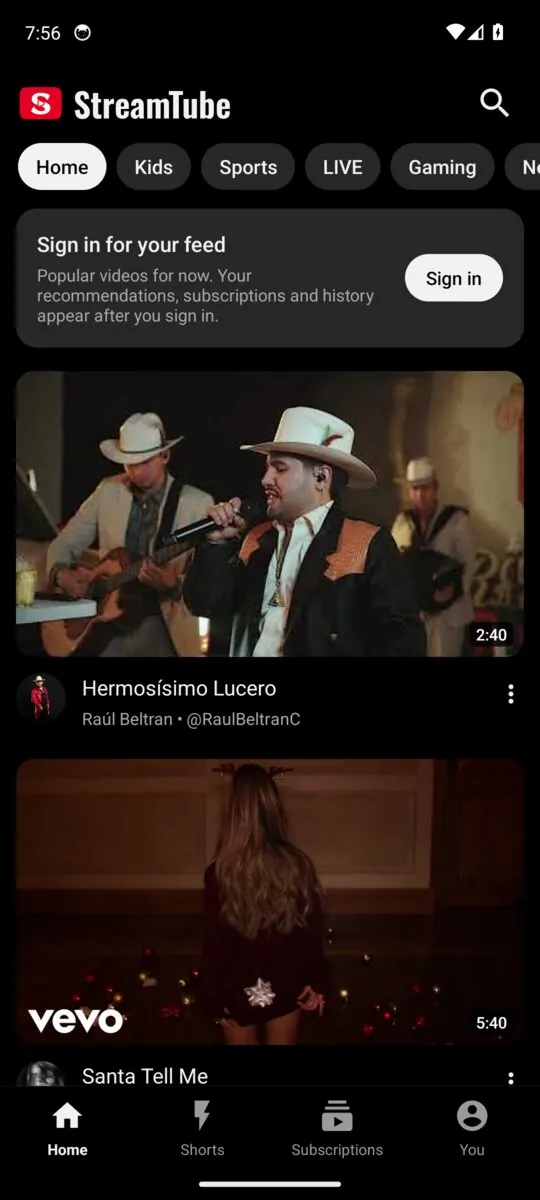 7:56
StreamTube
Home
Kids
Sports
LIVE
Gaming
Sign in for your feed
Popular videos for now. Your
recommendations, subscriptions and history
appear after you sign in.
Sign in
2:40
Hermosísimo Lucero
Raúl Beltran • @RaulBeltranC
vevo
5:40
Santa Tell Me
Home
Shorts
Subscriptions
You